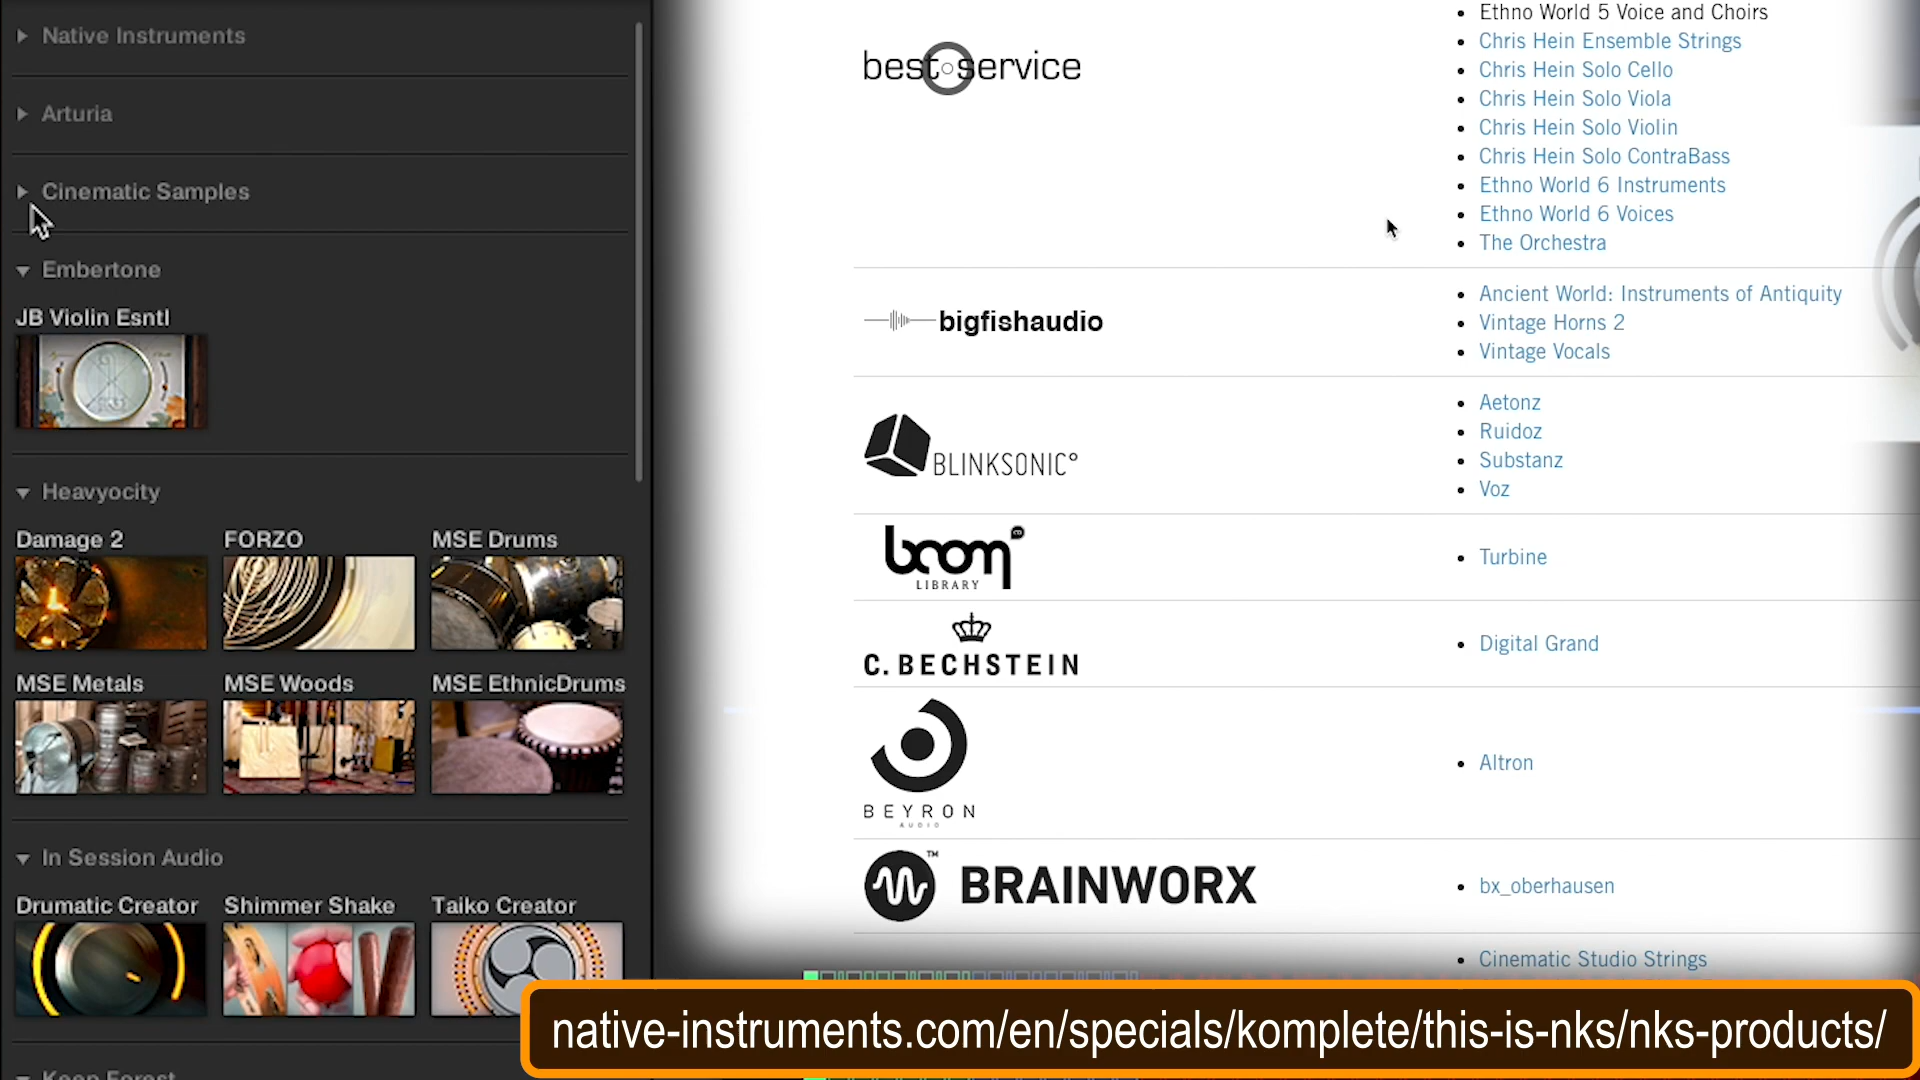 Native Instruments
Arturia
Cinematic Samples
Embertone
JB Violin Esntl
Heavyocity
Damage 2
FORZO
MSE Drums
MSE Metals
MSE Woods
MSE EthnicDrums
In Session Audio
Drumatic Creator
Shimmer Shake
Taiko Creator
Keep Forest
best service
Ethno World 5 Voice and Choirs
Chris Hein Ensemble Strings
Chris Hein Solo Cello
Chris Hein Solo Viola
Chris Hein Solo Violin
Chris Hein Solo ContraBass
Ethno World 6 Instruments
Ethno World 6 Voices
The Orchestra
bigfishaudio
Ancient World: Instruments of Antiquity
Vintage Horns 2
Vintage Vocals
BLINKSONIC°
Aetonz
Ruidoz
Substanz
Voz
boom
LIBRARY
Turbine
C. BECHSTEIN
Digital Grand
BEYRON
AUDIO
Altron
BRAINWORX™
bx_oberhausen
Cinematic Studio Strings
native-instruments.com/en/specials/komplete/this-is-nks/nks-products/